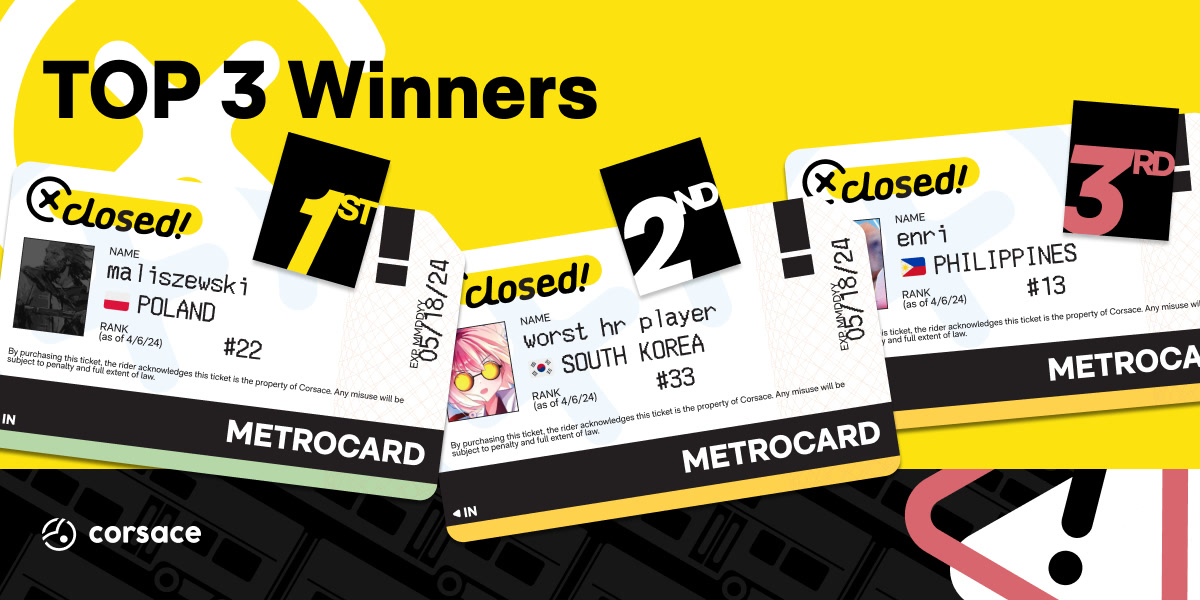 TOP 3 Winners
1ST
closed!
NAME
maliszewski
POLAND
RANK
(as of 4/6/24)
#22
EXP MMDDYY
05/18/24
By purchasing this ticket, the rider acknowledges this ticket is the property of Corsace. Any misuse will be
subject to penalty and full extent of law.
IN
METROCARD
2ND
closed!
NAME
worst hr player
SOUTH KOREA
RANK
(as of 4/6/24)
#33
EXP MMDDYY
05/18/24
By purchasing this ticket, the rider acknowledges this ticket is the property of Corsace. Any misuse will be
subject to penalty and full extent of law.
IN
METROCARD
3RD
closed!
NAME
enri
PHILIPPINES
RANK
(as of 4/6/24)
#13
ticket, the rider acknowledges this ticket is the property of Corsace. Any misuse
y and full extent of law.
METROCA
corsace